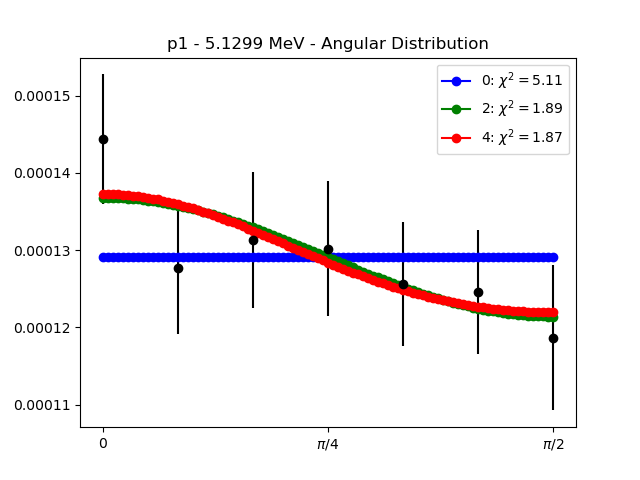 p1 - 5.1299 MeV - Angular Distribution
0: χ² = 5.11
2: χ² = 1.89
4: χ² = 1.87
0.00015
0.00014
0.00013
0.00012
0.00011
0
π/4
π/2